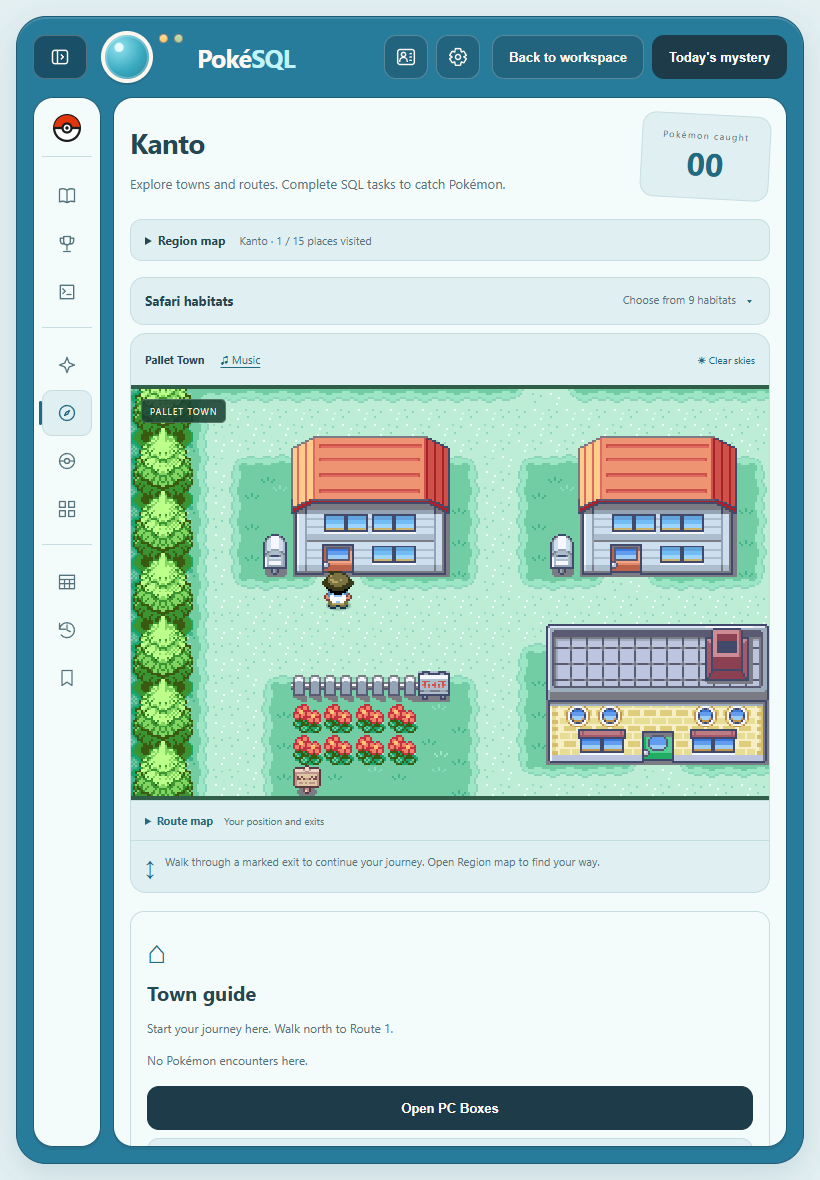 PokéSQL
Back to workspace
Today's mystery
Kanto
Explore towns and routes. Complete SQL tasks to catch Pokémon.
Pokémon caught
00
Region map Kanto · 1 / 15 places visited
Safari habitats
Choose from 9 habitats
Pallet Town
♫ Music
☀ Clear skies
PALLET TOWN
Route map Your position and exits
Walk through a marked exit to continue your journey. Open Region map to find your way.
Town guide
Start your journey here. Walk north to Route 1.
No Pokémon encounters here.
Open PC Boxes